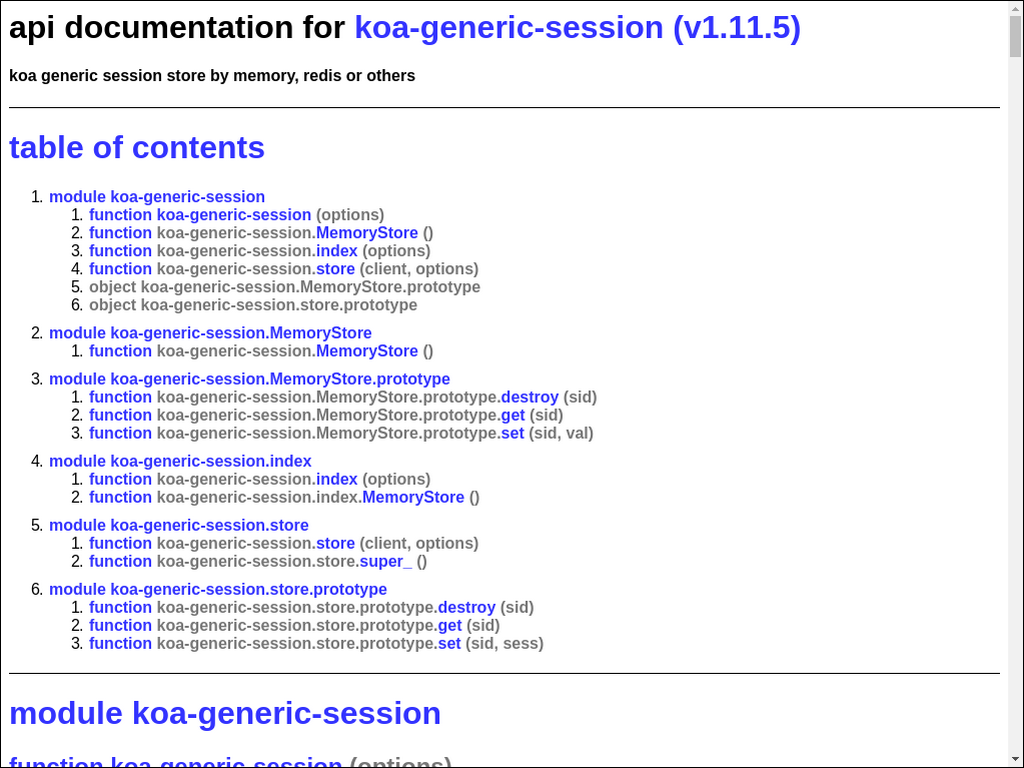 api documentation for koa-generic-session (v1.11.5)
koa generic session store by memory, redis or others
table of contents
1. module koa-generic-session
1. function koa-generic-session (options)
2. function koa-generic-session.MemoryStore ()
3. function koa-generic-session.index (options)
4. function koa-generic-session.store (client, options)
5. object koa-generic-session.MemoryStore.prototype
6. object koa-generic-session.store.prototype
2. module koa-generic-session.MemoryStore
1. function koa-generic-session.MemoryStore ()
3. module koa-generic-session.MemoryStore.prototype
1. function koa-generic-session.MemoryStore.prototype.destroy (sid)
2. function koa-generic-session.MemoryStore.prototype.get (sid)
3. function koa-generic-session.MemoryStore.prototype.set (sid, val)
4. module koa-generic-session.index
1. function koa-generic-session.index (options)
2. function koa-generic-session.index.MemoryStore ()
5. module koa-generic-session.store
1. function koa-generic-session.store (client, options)
2. function koa-generic-session.store.super_ ()
6. module koa-generic-session.store.prototype
1. function koa-generic-session.store.prototype.destroy (sid)
2. function koa-generic-session.store.prototype.get (sid)
3. function koa-generic-session.store.prototype.set (sid, sess)
module koa-generic-session
function koa-generic-session (options)